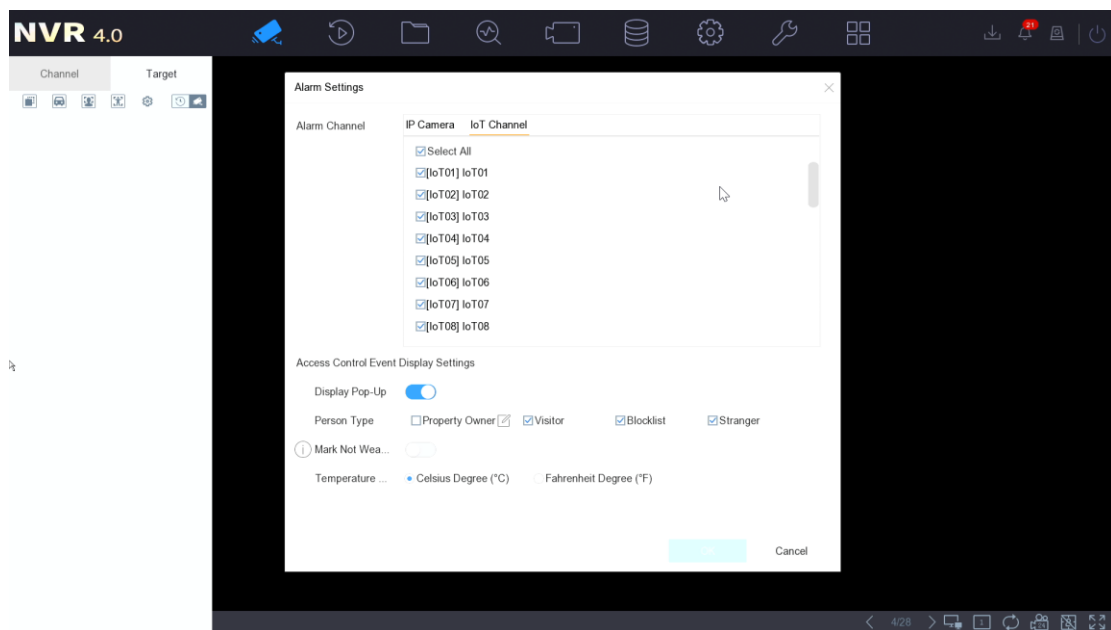 NVR 4.0
21
Channel Target
Alarm Settings
Alarm Channel
IP Camera IoT Channel
Select All
[IoT01] IoT01
[IoT02] IoT02
[IoT03] IoT03
[IoT04] IoT04
[IoT05] IoT05
[IoT06] IoT06
[IoT07] IoT07
[IoT08] IoT08
Access Control Event Display Settings
Display Pop-Up
Person Type Property Owner Visitor Blocklist Stranger
Mark Not Wea...
Temperature ... Celsius Degree (°C) Fahrenheit Degree (°F)
Cancel
4/28
1